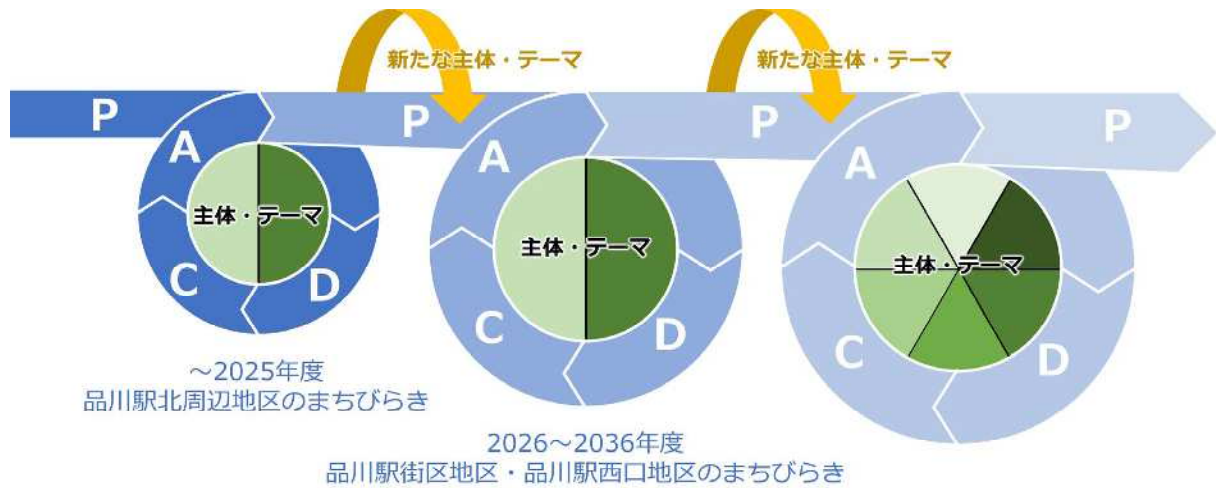 新たな主体・テーマ
新たな主体・テーマ
P
P
P
P
A
C
D
主体・テーマ
A
C
D
主体・テーマ
A
C
D
主体・テーマ
～2025年度
品川駅北周辺地区のまちびらき
2026～2036年度
品川駅街区地区・品川駅西口地区のまちびらき